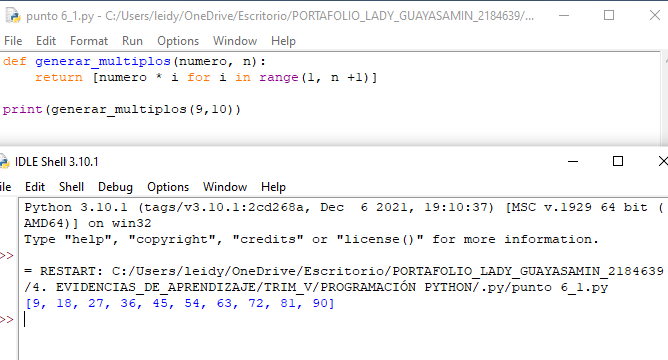 punto 6_1.py - C:/Users/leidy/OneDrive/Escritorio/PORTAFOLIO_LADY_GUAYASAMIN_2184639/...
File Edit Format Run Options Window Help
def generar_multiplos(numero, n):
    return [numero * i for i in range(1, n +1)]
print(generar_multiplos(9,10))
IDLE Shell 3.10.1
ile Edit Shell Debug Options Window Help
Python 3.10.1 (tags/v3.10.1:2cd268a, Dec  6 2021, 19:10:37) [MSC v.1929 64 bit (
AMD64)] on win32
Type "help", "copyright", "credits" or "license()" for more information.
>>
= RESTART: C:/Users/leidy/OneDrive/Escritorio/PORTAFOLIO_LADY_GUAYASAMIN_2184639
/4. EVIDENCIAS_DE_APRENDIZAJE/TRIM_V/PROGRAMACIÓN PYTHON/.py/punto 6_1.py
[9, 18, 27, 36, 45, 54, 63, 72, 81, 90]
>>